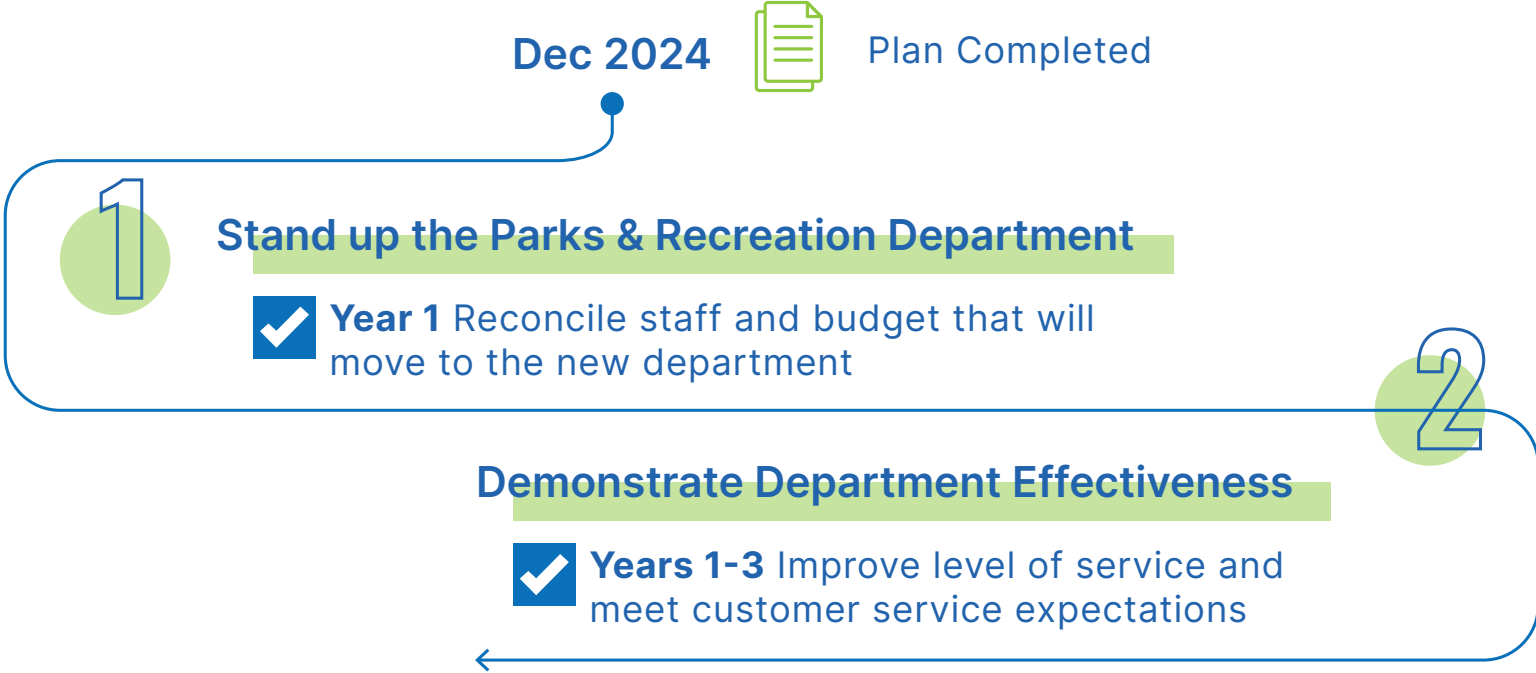 Dec 2024 Plan Completed
1
Stand up the Parks & Recreation Department
Year 1 Reconcile staff and budget that will
move to the new department
2
Demonstrate Department Effectiveness
Years 1-3 Improve level of service and
meet customer service expectations